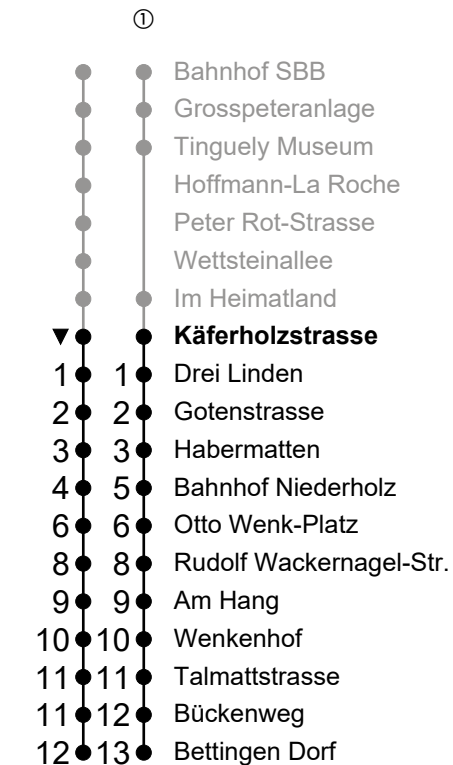 ①
Bahnhof SBB
Grosspeteranlage
Tinguely Museum
Hoffmann-La Roche
Peter Rot-Strasse
Wettsteinallee
Im Heimatland
▼ Käferholzstrasse
1 1 Drei Linden
2 2 Gotenstrasse
3 3 Habermatten
4 5 Bahnhof Niederholz
6 6 Otto Wenk-Platz
8 8 Rudolf Wackernagel-Str.
9 9 Am Hang
10 10 Wenkenhof
11 11 Talmattstrasse
11 12 Bückenweg
12 13 Bettingen Dorf